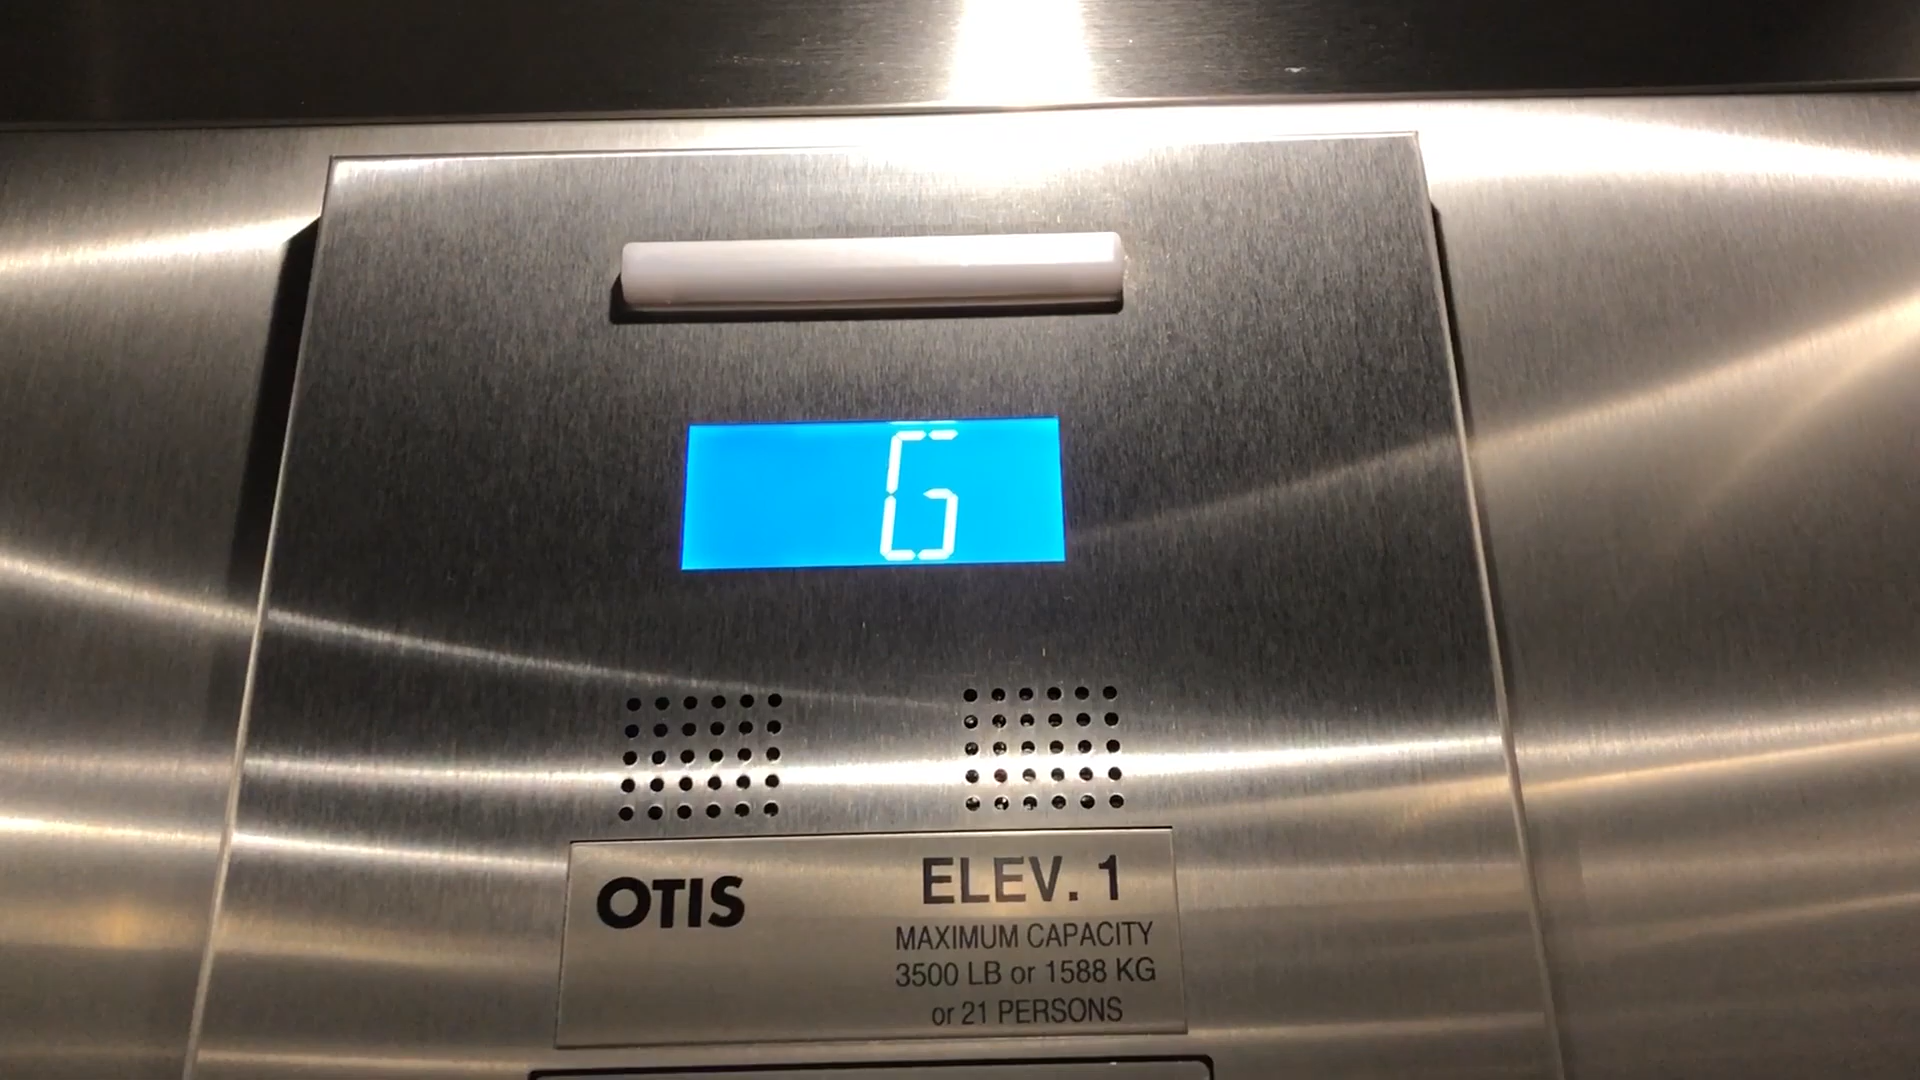 G
OTIS
ELEV. 1
MAXIMUM CAPACITY
3500 LB or 1588 KG
or 21 PERSONS